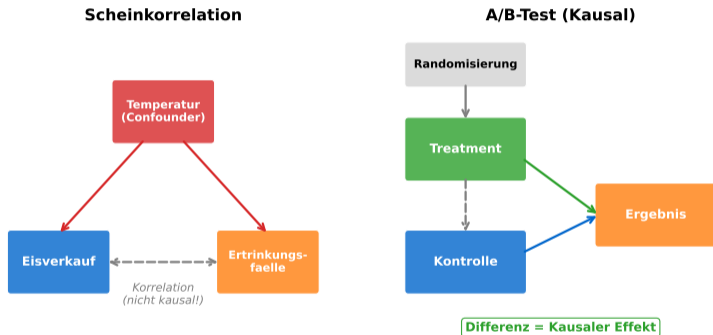 Scheinkorrelation
Temperatur
(Confounder)
Eisverkauf
Ertrinkungs-
faelle
Korrelation
(nicht kausal!)
A/B-Test (Kausal)
Randomisierung
Treatment
Kontrolle
Ergebnis
Differenz = Kausaler Effekt